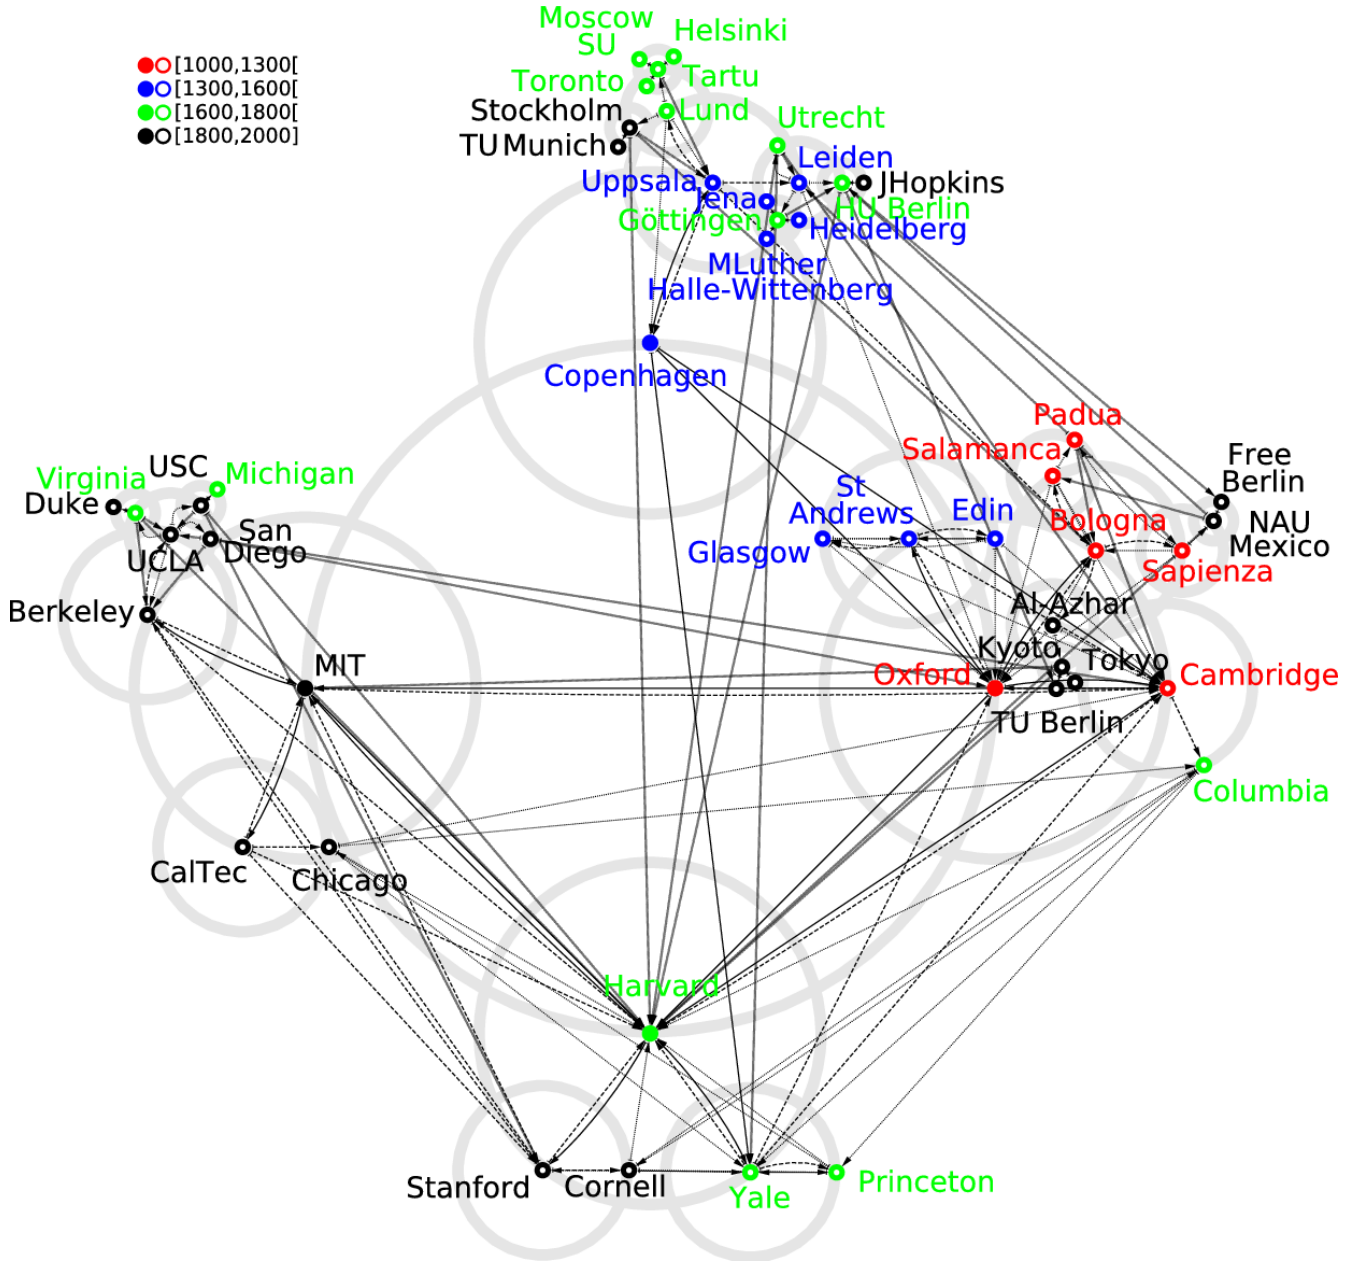 Moscow
SU
Helsinki
Toronto
Tartu
[1000,1300[
[1300,1600[
[1600,1800[
[1800,2000]
Stockholm
Lund
Utrecht
TU Munich
Leiden
Uppsala
JHopkins
Jena
HU Berlin
Göttingen
Heidelberg
MLuther
Halle-Wittenberg
Copenhagen
Padua
Salamanca
Free
Berlin
Virginia
USC
Michigan
Duke
St
Andrews
Edin
Bologna
NAU
Mexico
San
Diego
UCLA
Glasgow
Sapienza
Berkeley
Al-Azhar
MIT
Kyoto
Tokyo
Oxford
Cambridge
TU Berlin
Columbia
CalTec
Chicago
Harvard
Stanford
Cornell
Yale
Princeton